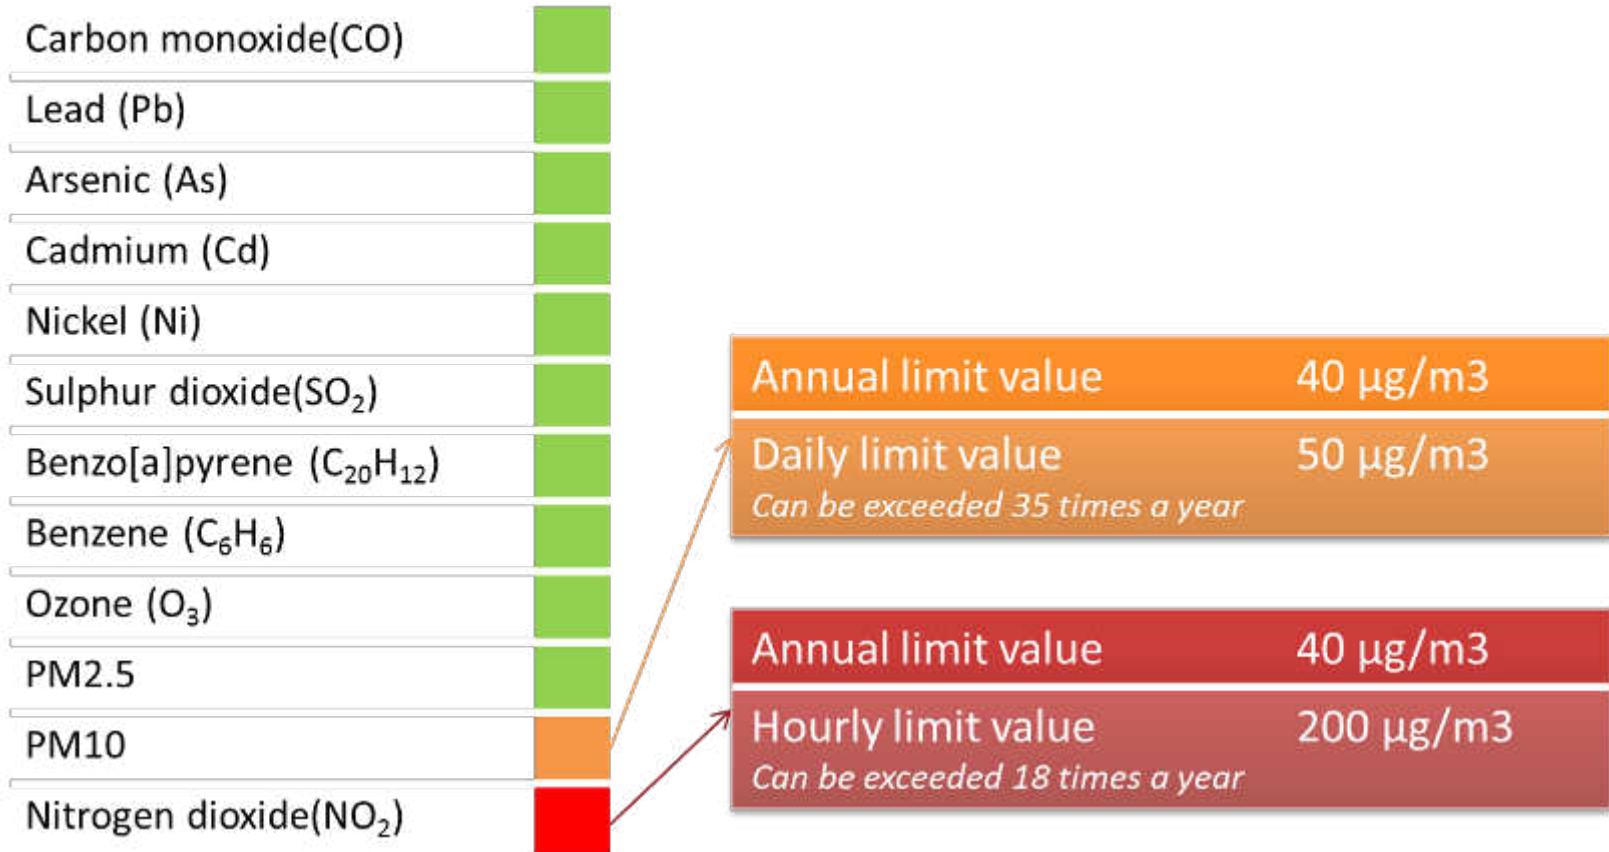 Carbon monoxide(CO)
Lead (Pb)
Arsenic (As)
Cadmium (Cd)
Nickel (Ni)
Sulphur dioxide(SO₂)
Benzo[a]pyrene (C₂₀H₁₂)
Benzene (C₆H₆)
Ozone (O₃)
PM2.5
PM10
Nitrogen dioxide(NO₂)
Annual limit value 40 µg/m3
Daily limit value 50 µg/m3
Can be exceeded 35 times a year
Annual limit value 40 µg/m3
Hourly limit value 200 µg/m3
Can be exceeded 18 times a year